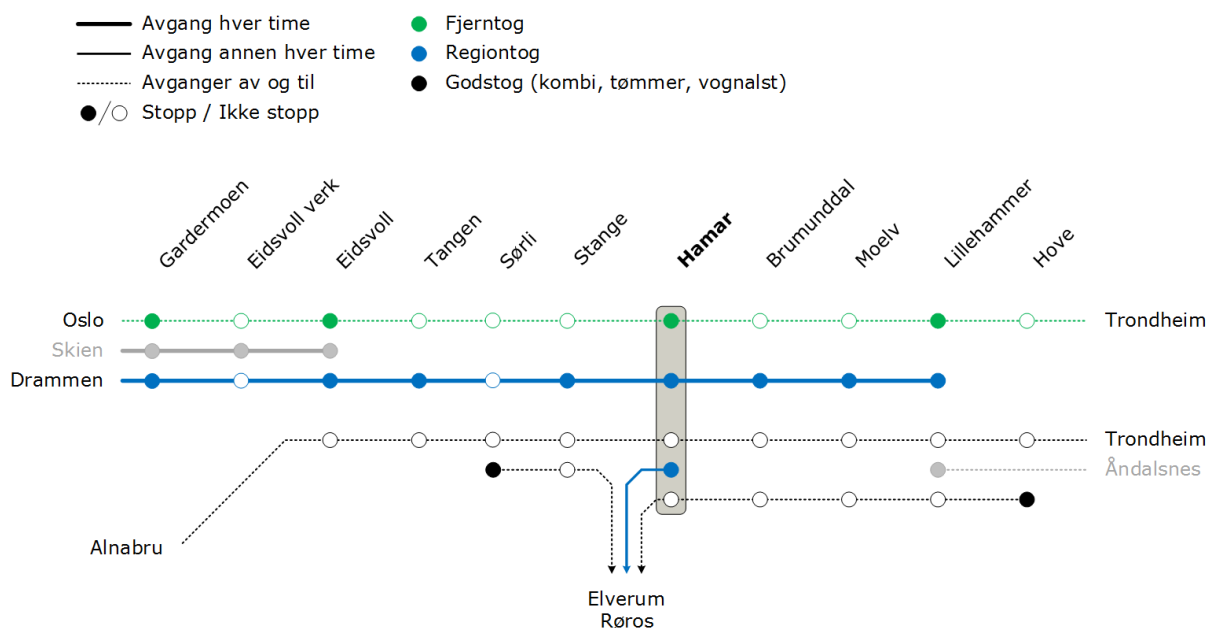 Avgang hver time
Fjerntog
Avgang annen hver time
Regiontog
Avganger av og til
Godstog (kombi, tømmer, vognalst)
Stopp / Ikke stopp
Gardermoen
Eidsvoll verk
Eidsvoll
Tangen
Sørli
Stange
Hamar
Brumunddal
Moelv
Lillehammer
Hove
Oslo
Trondheim
Skien
Drammen
Trondheim
Åndalsnes
Alnabru
Elverum
Røros